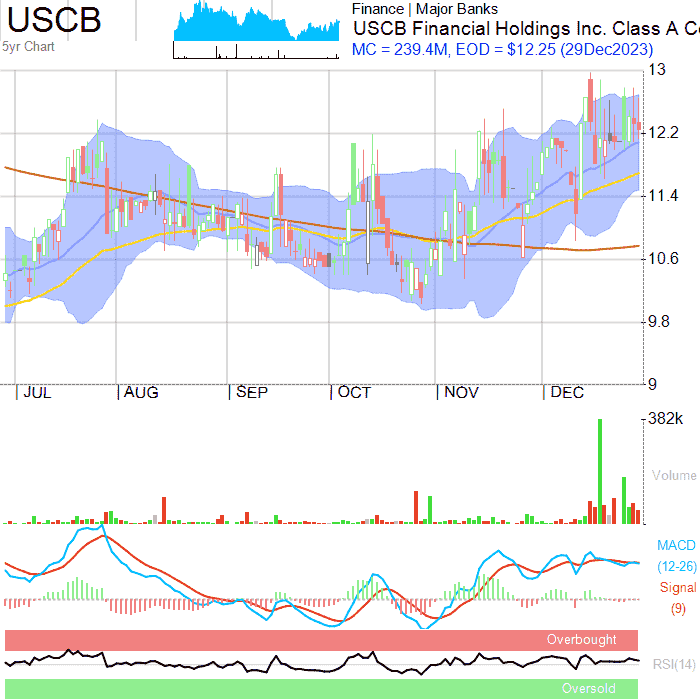 USCB
5yr Chart
Finance | Major Banks
USCB Financial Holdings Inc. Class A Co
MC = 239.4M, EOD = $12.25 (29Dec2023)
13
12.2
11.4
10.6
9.8
9
JUL AUG SEP OCT NOV DEC
382k
Volume
MACD
(12-26)
Signal
(9)
Overbought
RSI(14)
Oversold